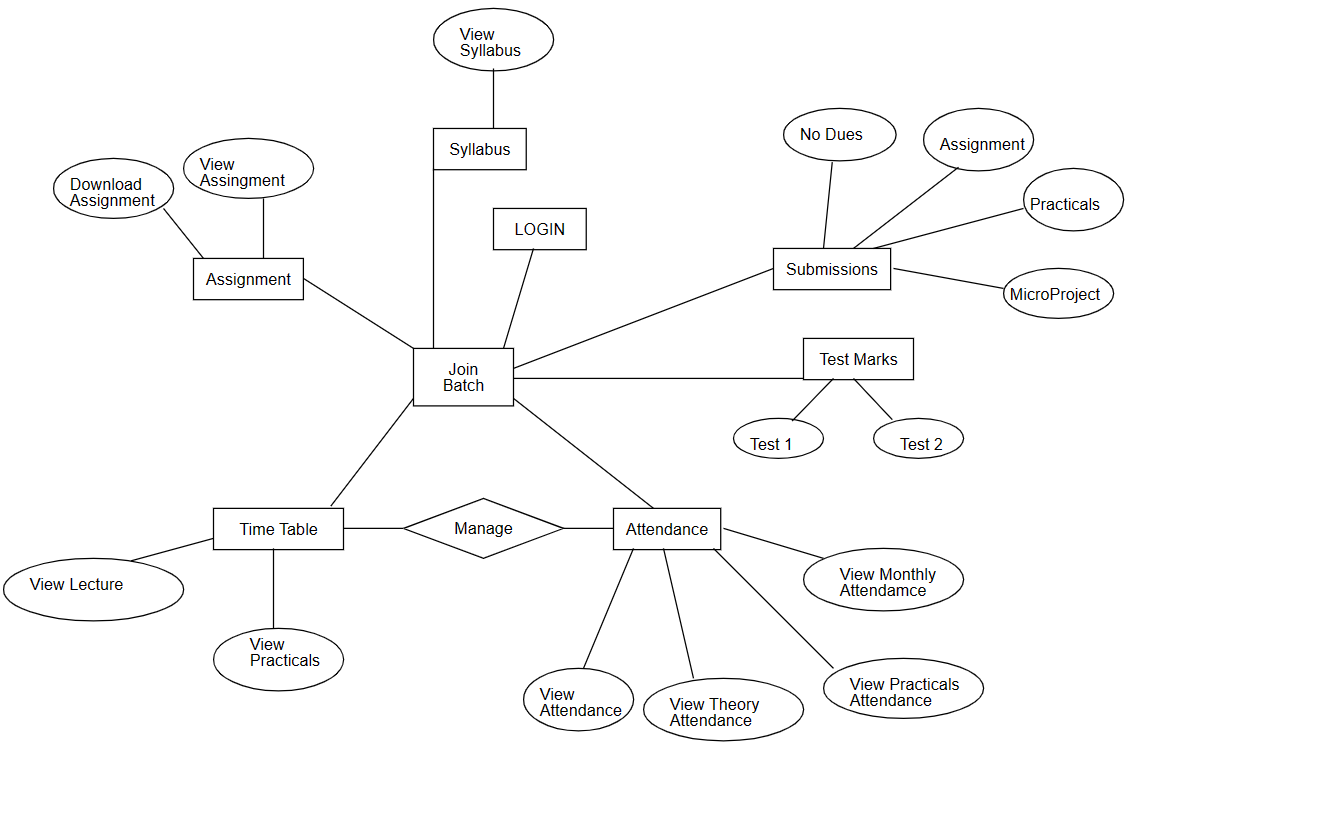 View
Syllabus
No Dues
Assignment
Syllabus
View
Assingment
Download
Assignment
Practicals
LOGIN
Submissions
Assignment
MicroProject
Test Marks
Join
Batch
Test 1
Test 2
Time Table
Manage
Attendance
View Lecture
View Monthly
Attendamce
View
Practicals
View
Attendance
View Theory
Attendance
View Practicals
Attendance